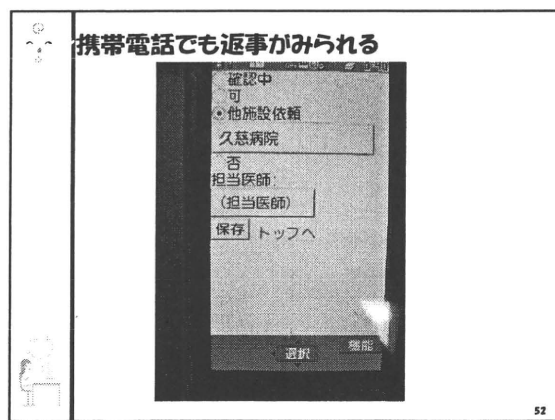 携帯電話でも返事がみられる
確認中
可
他施設依頼
久慈病院
否
担当医師:
(担当医師)
保存 トップへ
機能
選択
52